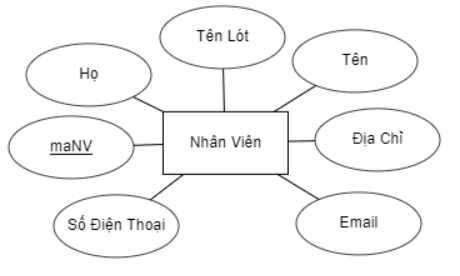 Tên Lót
Họ
Tên
maNV
Nhân Viên
Địa Chỉ
Số Điện Thoại
Email